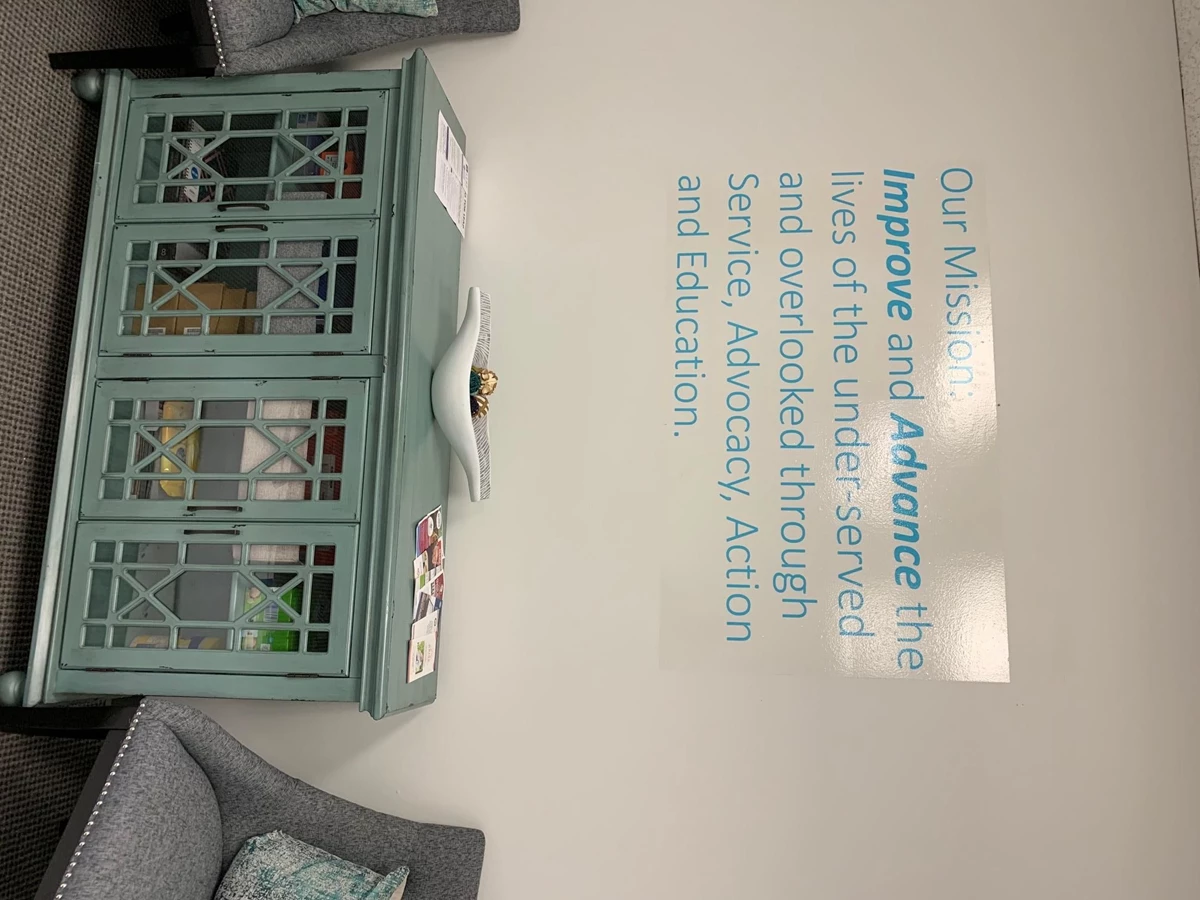 Our Mission:
Improve and Advance the
lives of the under-served
and overlooked through
Service, Advocacy, Action
and Education.